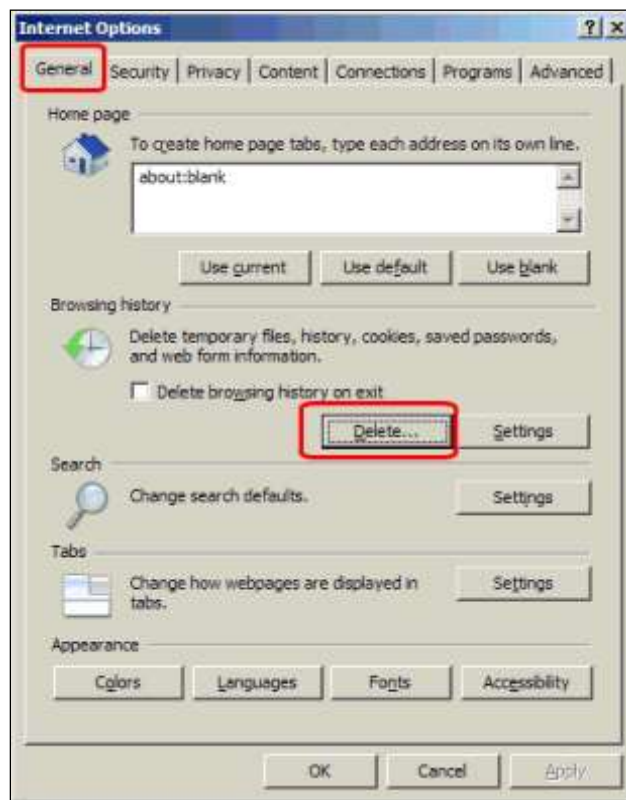 Internet Options
General Security Privacy Content Connections Programs Advanced
Home page
To create home page tabs, type each address on its own line.
about:blank
Use current Use default Use blank
Browsing history
Delete temporary files, history, cookies, saved passwords,
and web form information.
Delete browsing history on exit
Delete... Settings
Search
Change search defaults. Settings
Tabs
Change how webpages are displayed in Settings
tabs.
Appearance
Colors Languages Fonts Accessibility
OK Cancel Apply